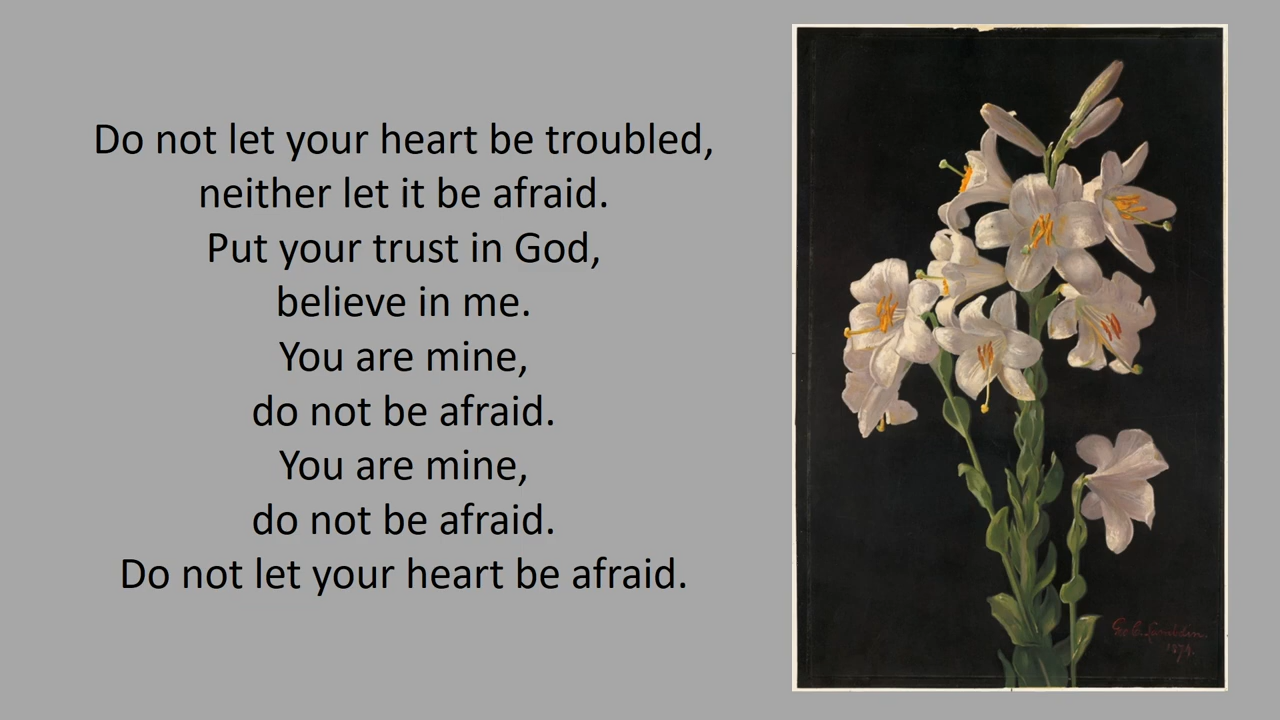 Do not let your heart be troubled,
neither let it be afraid.
Put your trust in God,
believe in me.
You are mine,
do not be afraid.
You are mine,
do not be afraid.
Do not let your heart be afraid.